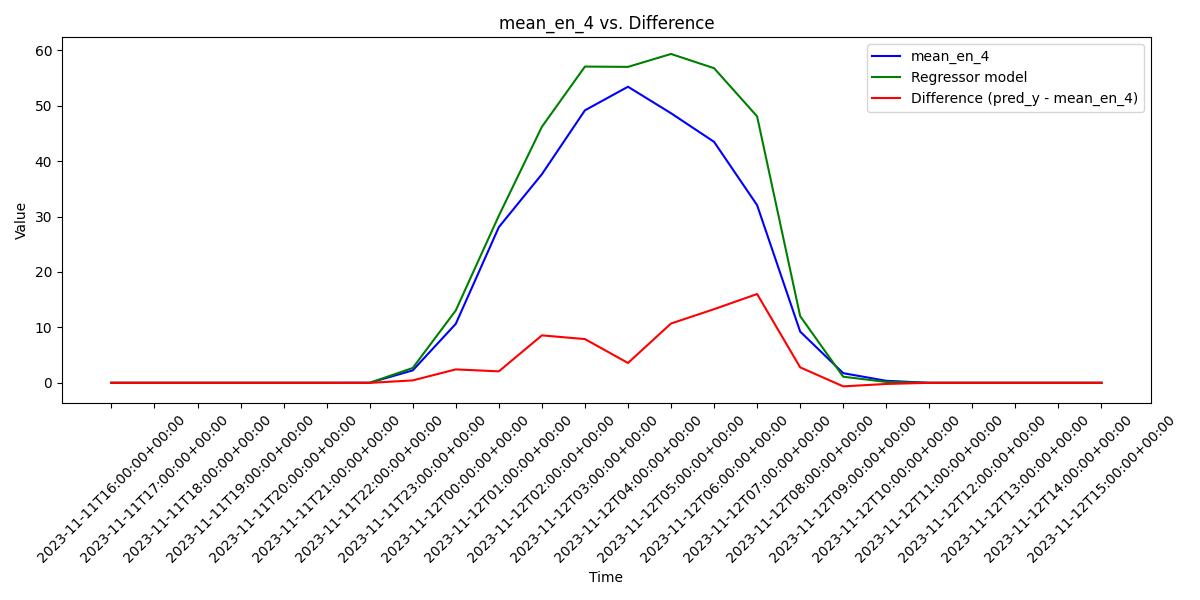 mean_en_4 vs. Difference
mean_en_4
Regressor model
Difference (pred_y - mean_en_4)
Value
60
50
40
30
20
10
0
2023-11-11T16:00:00+00:00
2023-11-11T17:00:00+00:00
2023-11-11T18:00:00+00:00
2023-11-11T19:00:00+00:00
2023-11-11T20:00:00+00:00
2023-11-11T21:00:00+00:00
2023-11-11T22:00:00+00:00
2023-11-11T23:00:00+00:00
2023-11-12T00:00:00+00:00
2023-11-12T01:00:00+00:00
2023-11-12T02:00:00+00:00
2023-11-12T03:00:00+00:00
2023-11-12T04:00:00+00:00
2023-11-12T05:00:00+00:00
2023-11-12T06:00:00+00:00
2023-11-12T07:00:00+00:00
2023-11-12T08:00:00+00:00
2023-11-12T09:00:00+00:00
2023-11-12T10:00:00+00:00
2023-11-12T11:00:00+00:00
2023-11-12T12:00:00+00:00
2023-11-12T13:00:00+00:00
2023-11-12T14:00:00+00:00
2023-11-12T15:00:00+00:00
Time